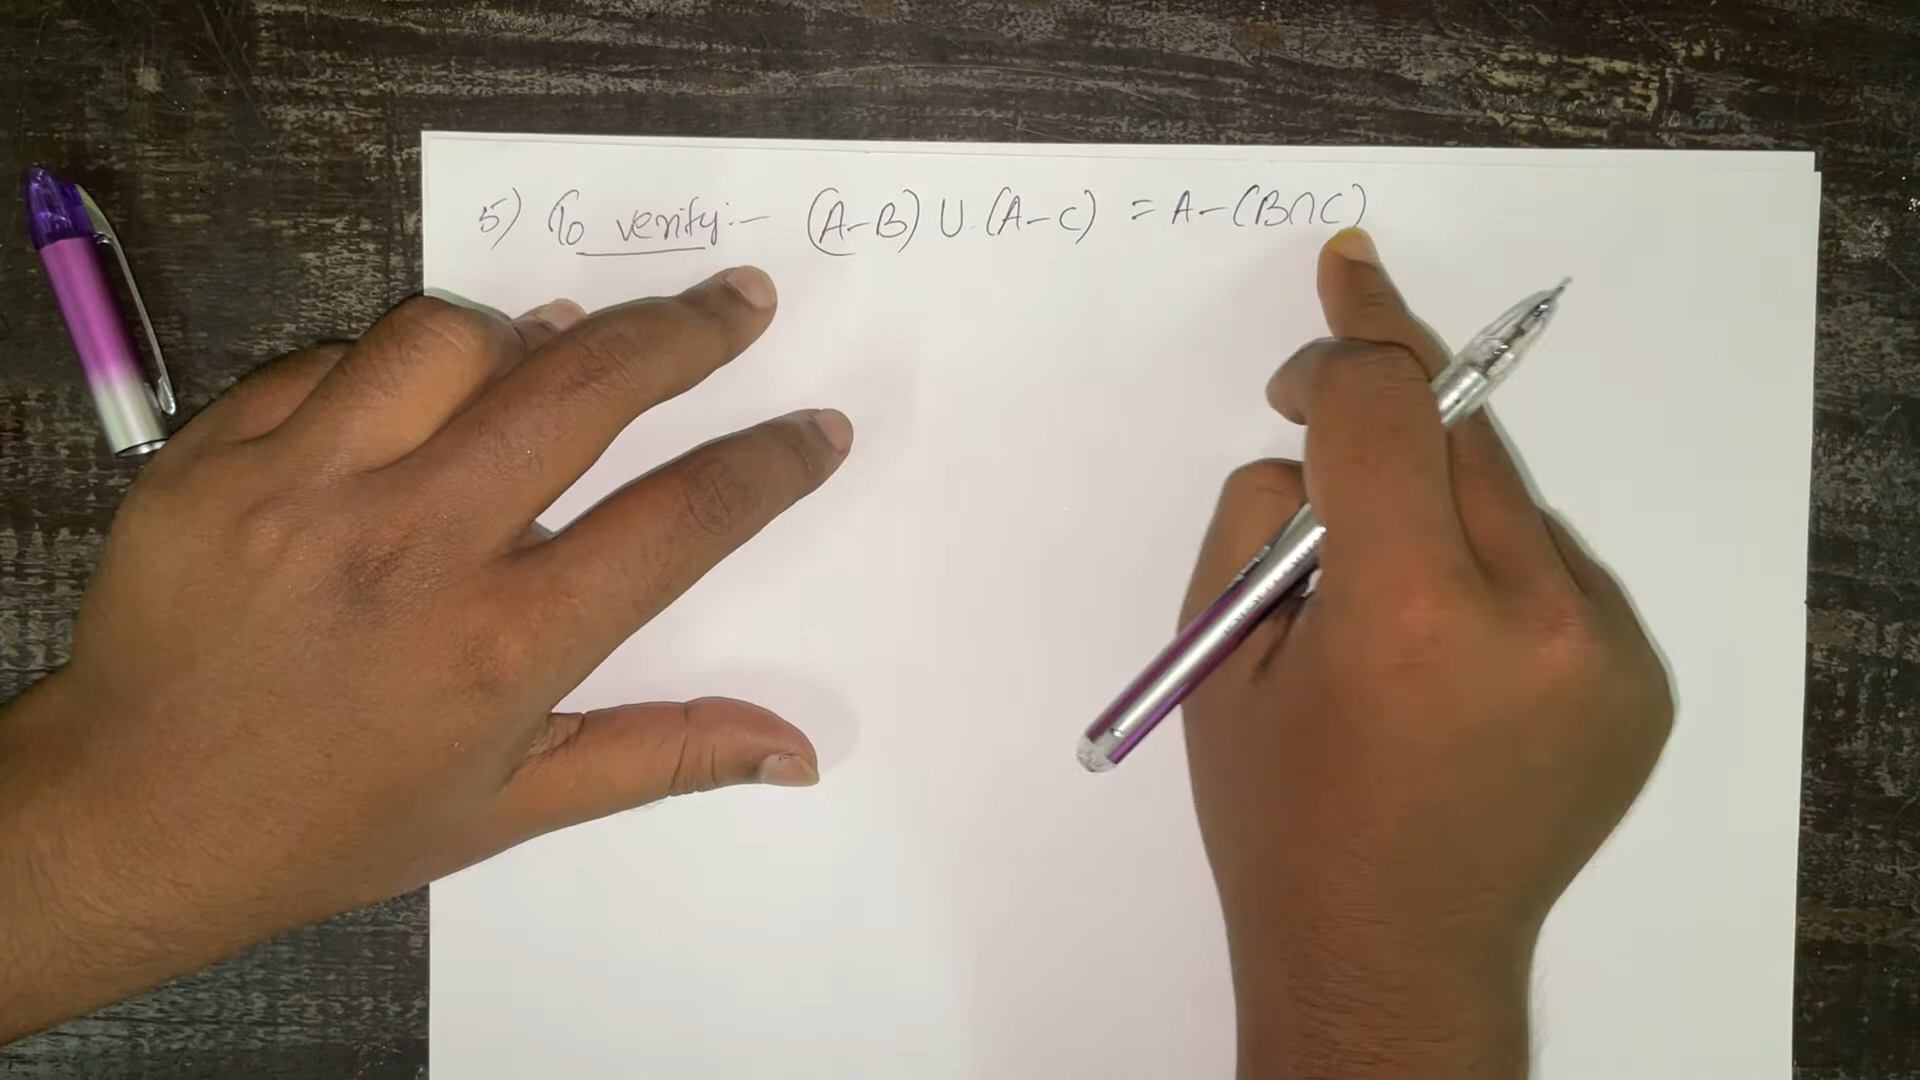 5) To verify:- (A-B) U (A-C) = A-(B∩C)